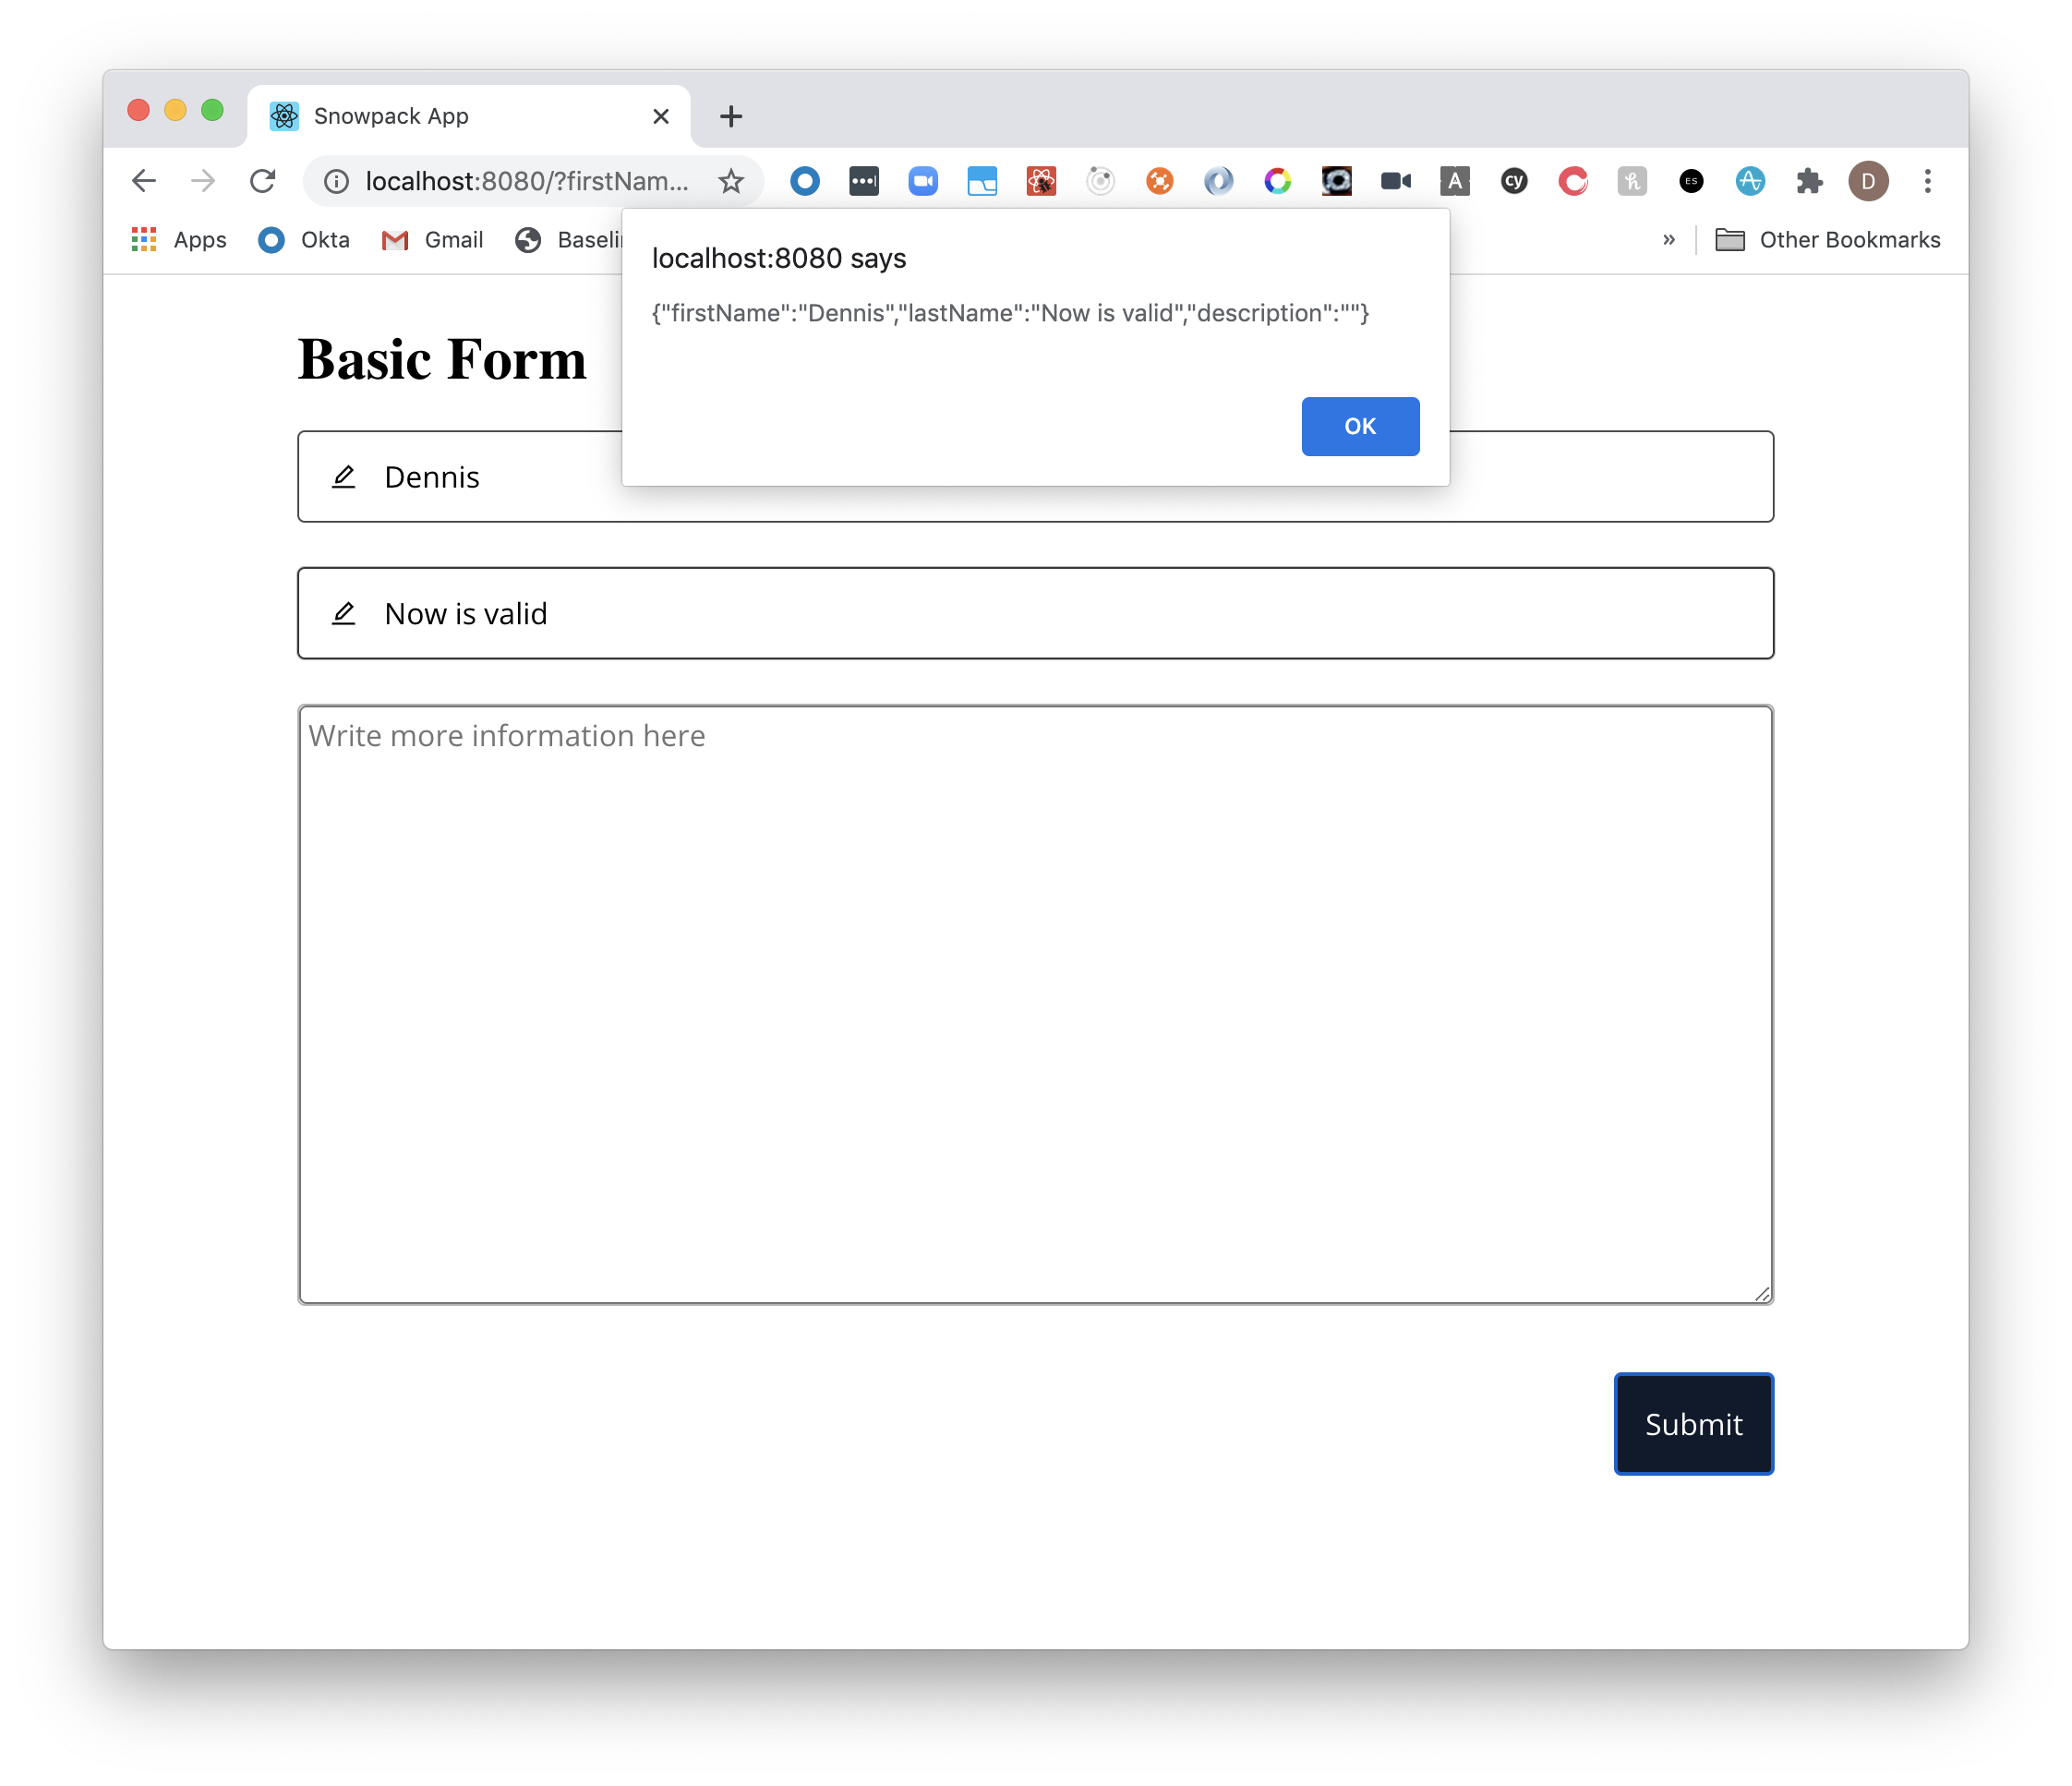 Snowpack App
localhost:8080/?firstNam...
A
cy
h
ES
D
Apps
Okta
Gmail
Baseli
»
Other Bookmarks
localhost:8080 says
{"firstName":"Dennis","lastName":"Now is valid","description":""}
OK
Basic Form
Dennis
Now is valid
Write more information here
Submit